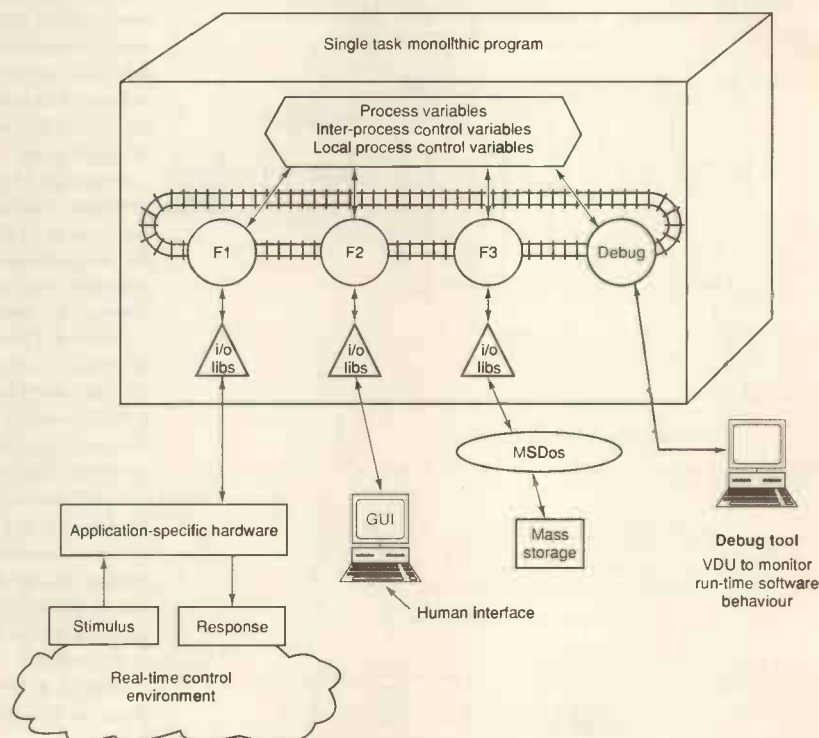 Single task monolithic program
Process variables
Inter-process control variables
Local process control variables
F1
F2
F3
Debug
i/o
libs
i/o
libs
i/o
libs
MSDos
Application-specific hardware
GUI
Mass
storage
Debug tool
VDU to monitor
run-time software
behaviour
Human interface
Stimulus
Response
Real-time control
environment